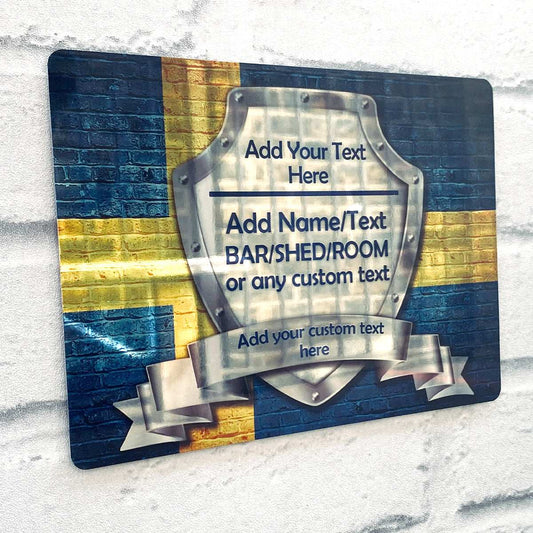 Add Your Text
Here
Add Name/Text
BAR/SHED/ROOM
or any custom text
Add your custom text
here